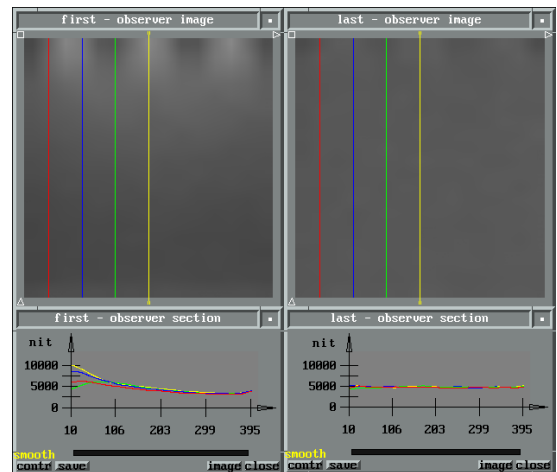 first - observer image
last - observer image
first - observer section
last - observer section
nit
10000
5000
0
10 106 203 299 395
smooth
contr save image close
nit
10000
5000
0
10 106 203 299 395
smooth
contr save image close